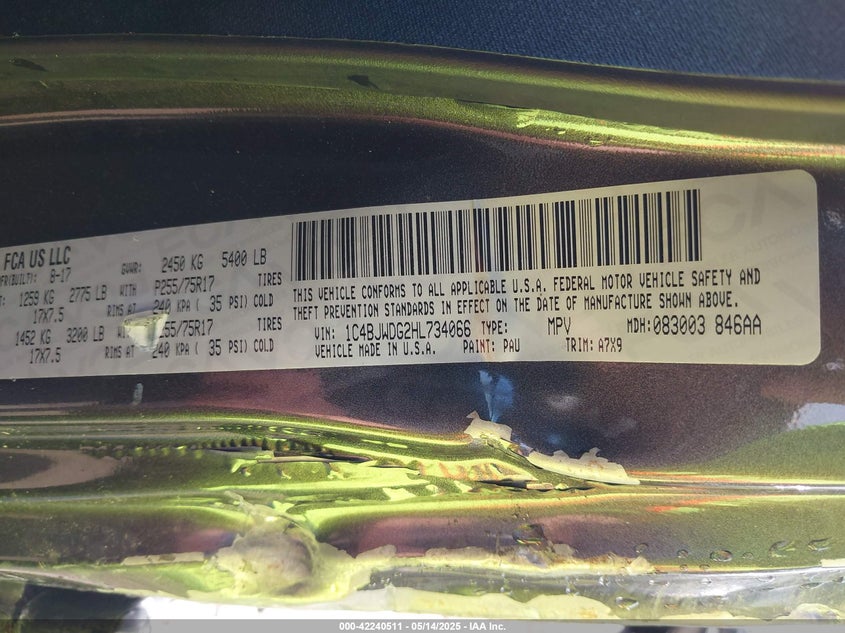 FCA US LLC
MFR(BUILT): 8-17 GVWR: 2450 KG 5400 LB
1259 KG 2775 LB WITH P255/75R17 TIRES
17X7.5 RIMS AT 240 KPA ( 35 PSI) COLD
1452 KG 3200 LB 255/75R17 TIRES
17X7.5 RIMS AT 240 KPA ( 35 PSI) COLD
THIS VEHICLE CONFORMS TO ALL APPLICABLE U.S.A. FEDERAL MOTOR VEHICLE SAFETY AND
THEFT PREVENTION STANDARDS IN EFFECT ON THE DATE OF MANUFACTURE SHOWN ABOVE.
VIN: 1C4BJWDG2HL734066 TYPE: MPV MDH: 083003 846AA
VEHICLE MADE IN U.S.A. PAINT: PAU TRIM: A7X9
000-42240511 - 05/14/2025 - IAA Inc.